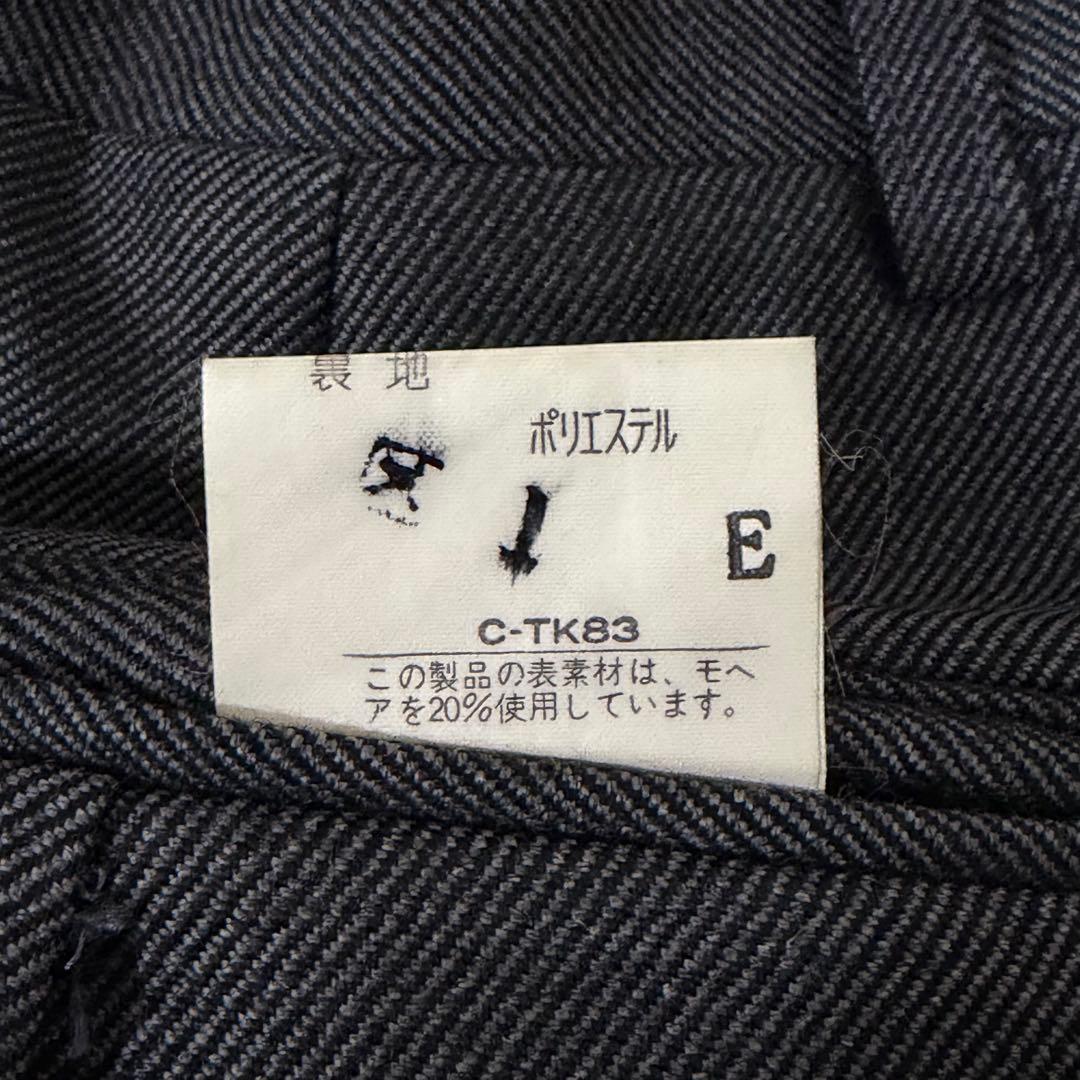 裏地
ポリエステル
E
C-TK83
この製品の表素材は、モヘ
アを20%使用しています。